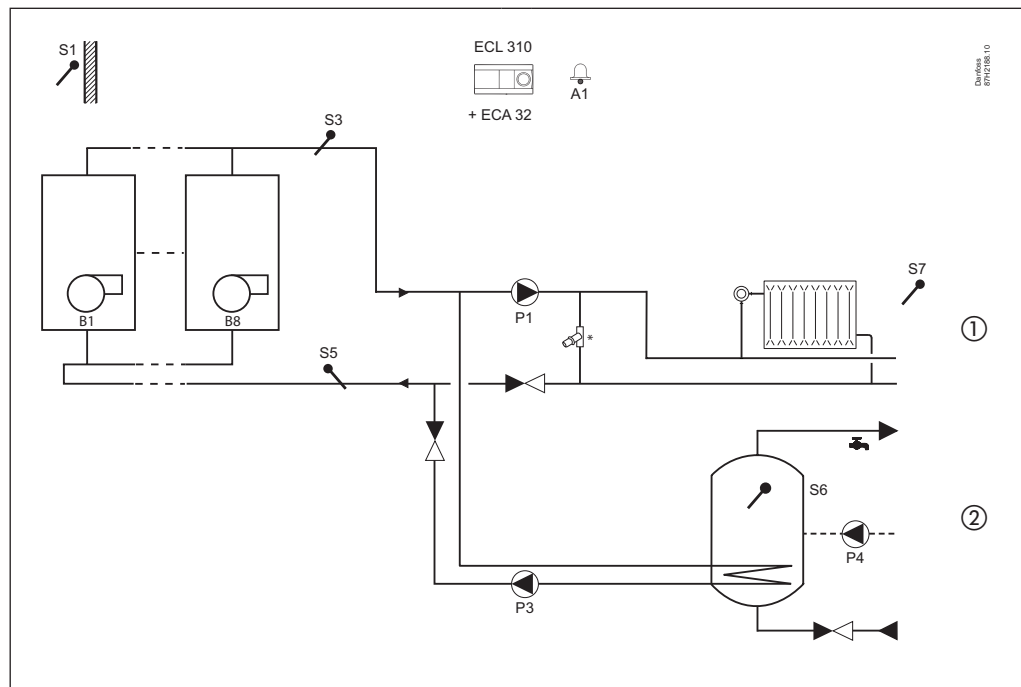 S1
ECL 310
A1
+ ECA 32
Danfoss
87H2188.10
S3
B1
B8
P1
*
S7
①
S5
S6
②
P4
P3